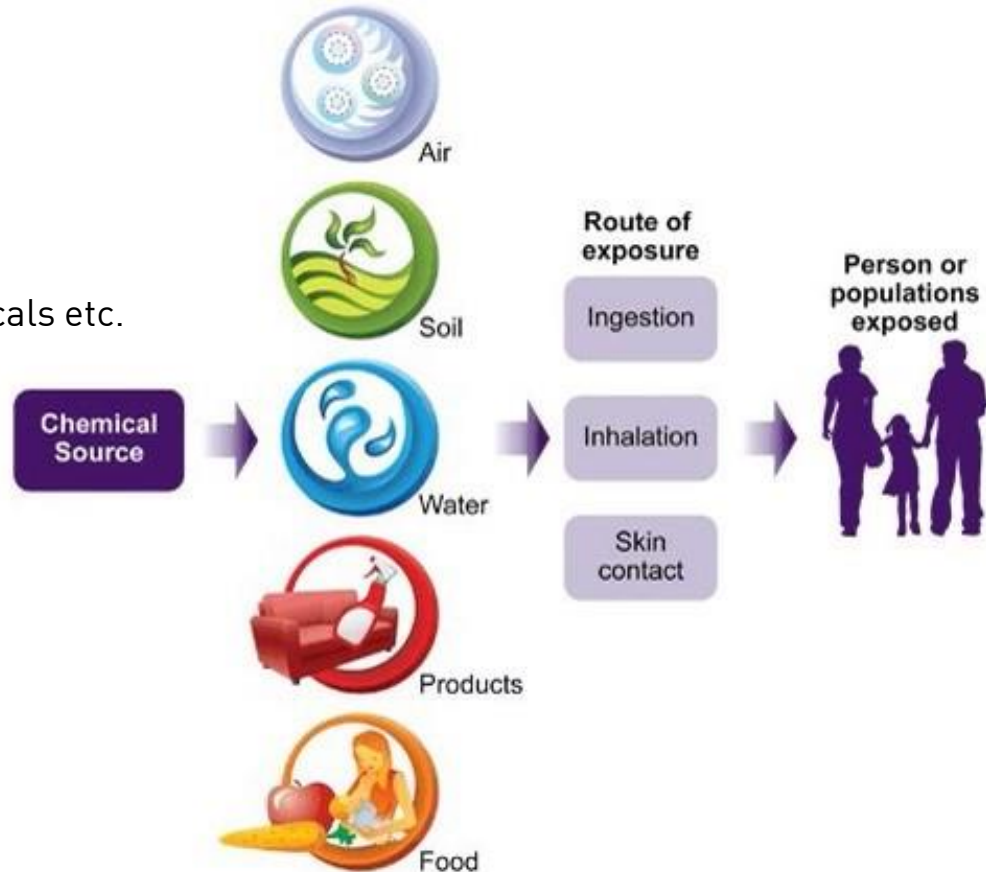 Air
Soil
cals etc.
Chemical
Source
Water
Products
Food
Route of
exposure
Ingestion
Inhalation
Skin
contact
Person or
populations
exposed